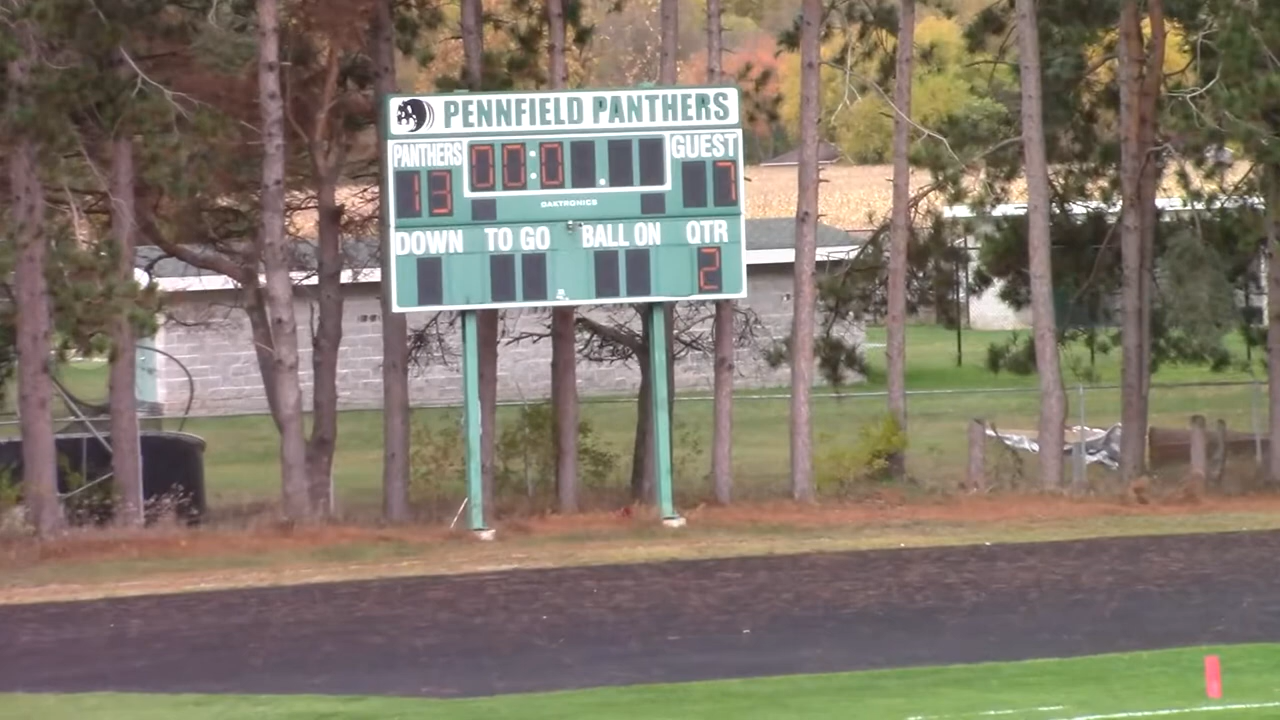 PENNFIELD PANTHERS
PANTHERS 00:0 GUEST
13 7
DAKTRONICS
DOWN TO GO BALL ON QTR
2